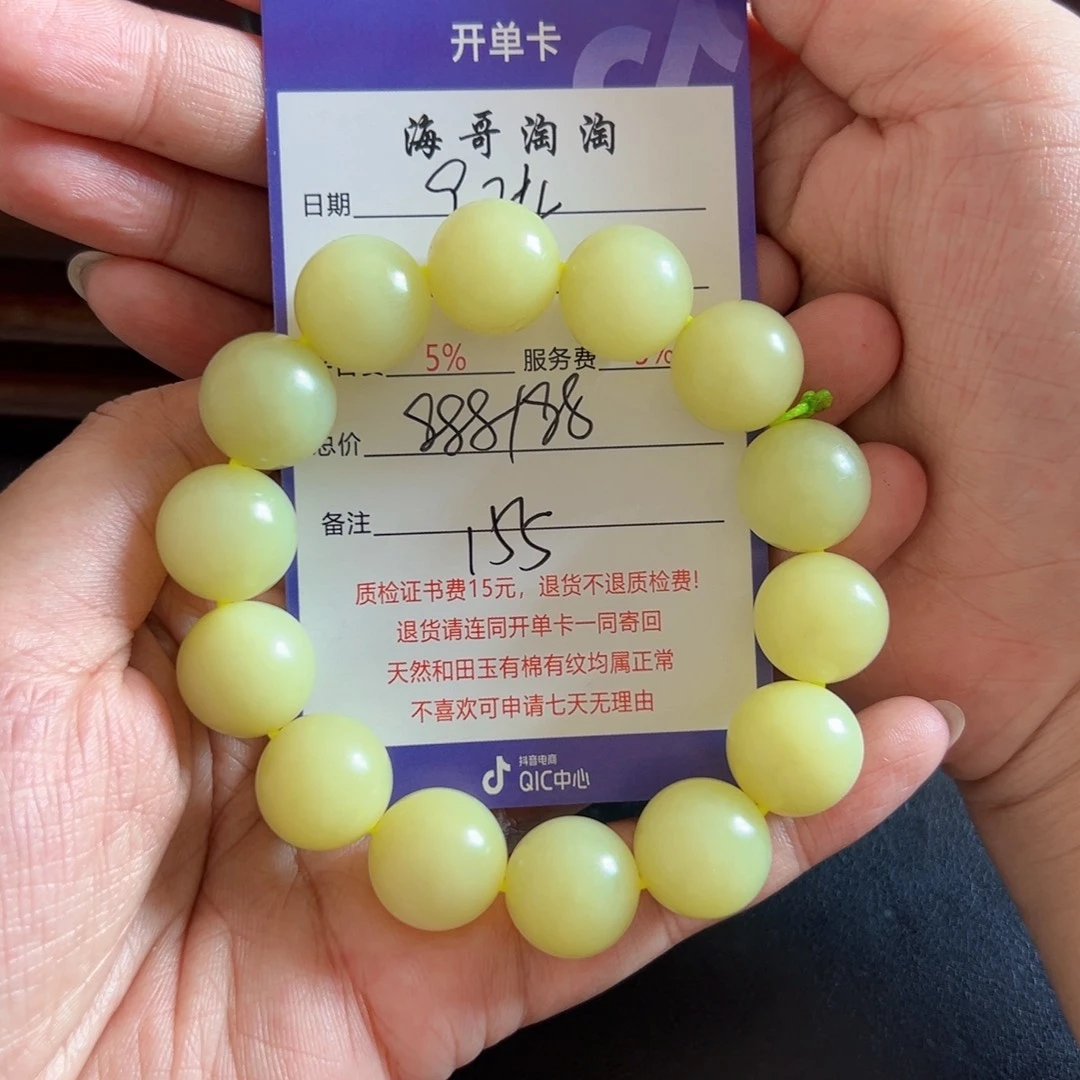 开单卡
海哥淘淘
日期
5% 服务费 5%
总价 888/188
备注 155
质检证书费15元，退货不退质检费!
退货请连同开单卡一同寄回
天然和田玉有棉有纹均属正常
不喜欢可申请七天无理由
抖音电商
QIC中心